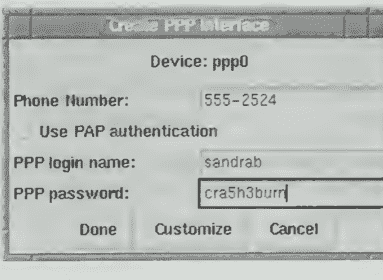 Create PPP Interface
Device: ppp0
Phone Number: 555-2524
Use PAP authentication
PPP login name: sandrab
PPP password: cra5h3burn
Done Customize Cancel